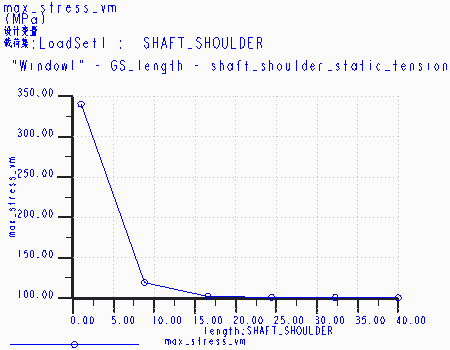 max_stress_vm
(MPa)
设计变量
载荷集:LoadSet1 : SHAFT_SHOULDER
"Window1" - GS_length - shaft_shoulder_static_tension
350.00
300.00
250.00
200.00
150.00
100.00
max_stress_vm
0.00 5.00 10.00 15.00 20.00 25.00 30.00 35.00 40.00
length:SHAFT_SHOULDER
max_stress_vm